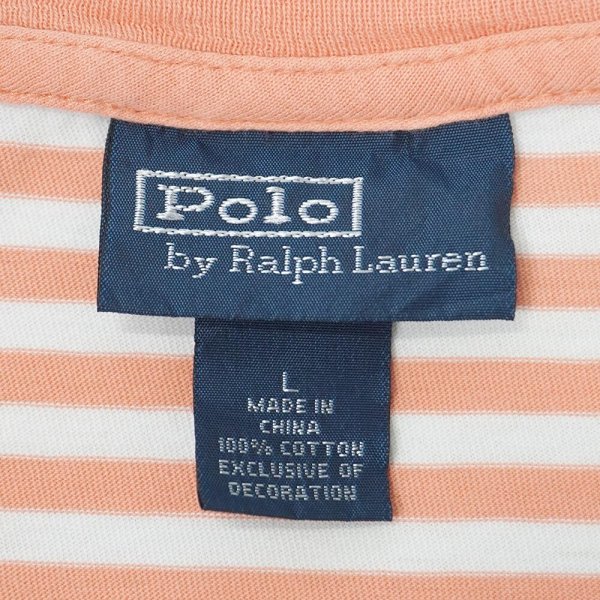 Polo
by Ralph Lauren
L
MADE IN
CHINA
100% COTTON
EXCLUSIVE OF
DECORATION